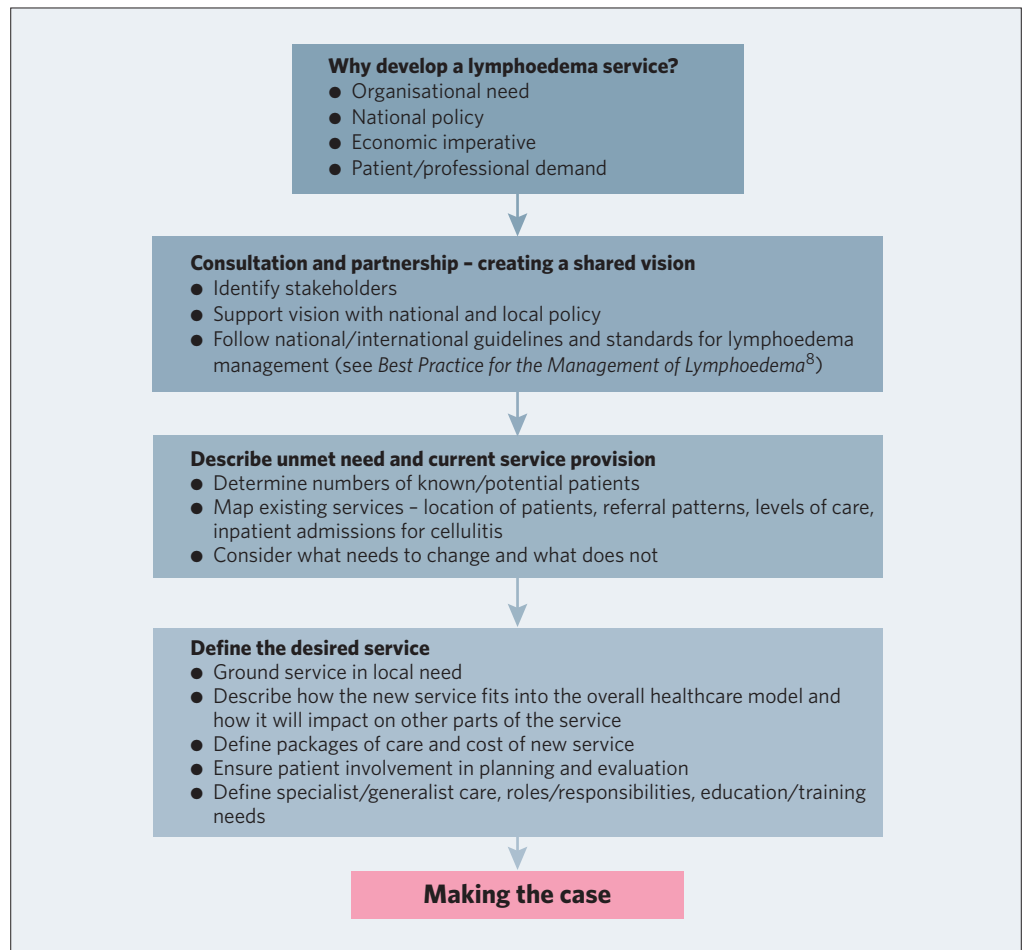 Why develop a lymphoedema service?
● Organisational need
● National policy
● Economic imperative
● Patient/professional demand
Consultation and partnership – creating a shared vision
● Identify stakeholders
● Support vision with national and local policy
● Follow national/international guidelines and standards for lymphoedema
management (see Best Practice for the Management of Lymphoedema⁸)
Describe unmet need and current service provision
● Determine numbers of known/potential patients
● Map existing services – location of patients, referral patterns, levels of care,
inpatient admissions for cellulitis
● Consider what needs to change and what does not
Define the desired service
● Ground service in local need
● Describe how the new service fits into the overall healthcare model and
how it will impact on other parts of the service
● Define packages of care and cost of new service
● Ensure patient involvement in planning and evaluation
● Define specialist/generalist care, roles/responsibilities, education/training
needs
Making the case